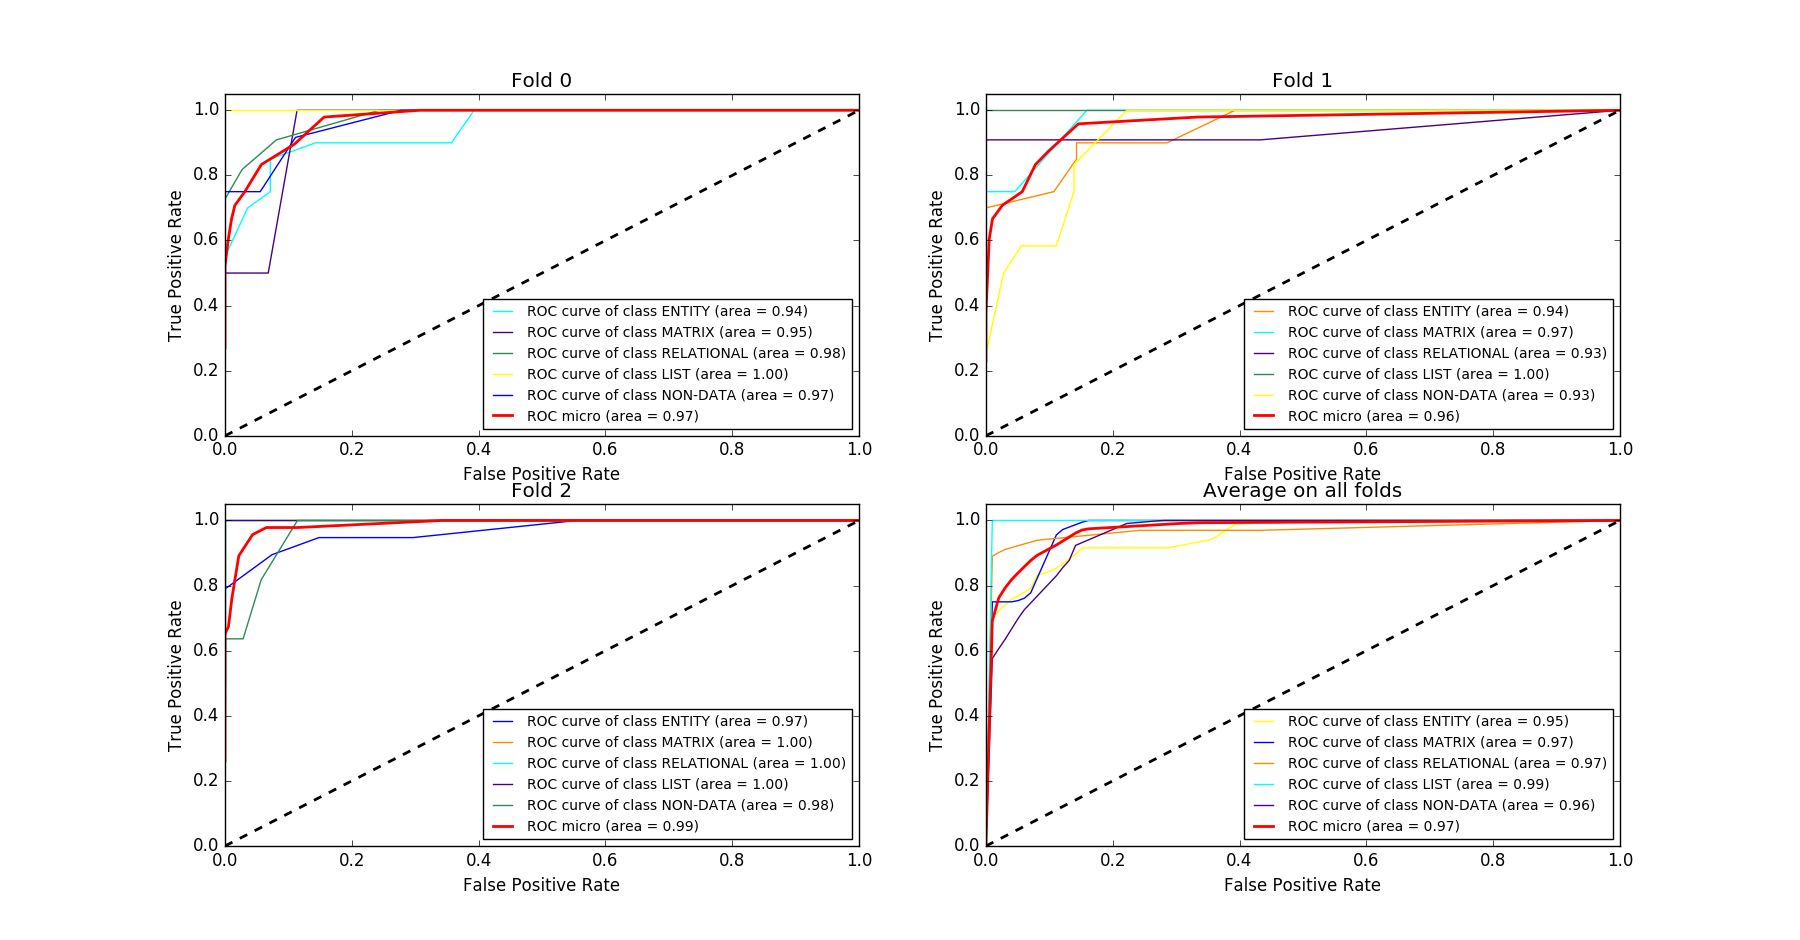 Fold 0
1.0
0.8
0.6
0.4
0.2
0.0
True Positive Rate
ROC curve of class ENTITY (area = 0.94)
ROC curve of class MATRIX (area = 0.95)
ROC curve of class RELATIONAL (area = 0.98)
ROC curve of class LIST (area = 1.00)
ROC curve of class NON-DATA (area = 0.97)
ROC micro (area = 0.97)
0.0 0.2 0.4 0.6 0.8 1.0
False Positive Rate
Fold 1
1.0
0.8
0.6
0.4
0.2
0.0
True Positive Rate
ROC curve of class ENTITY (area = 0.94)
ROC curve of class MATRIX (area = 0.97)
ROC curve of class RELATIONAL (area = 0.93)
ROC curve of class LIST (area = 1.00)
ROC curve of class NON-DATA (area = 0.93)
ROC micro (area = 0.96)
0.0 0.2 0.4 0.6 0.8 1.0
False Positive Rate
Fold 2
1.0
0.8
0.6
0.4
0.2
0.0
True Positive Rate
ROC curve of class ENTITY (area = 0.97)
ROC curve of class MATRIX (area = 1.00)
ROC curve of class RELATIONAL (area = 1.00)
ROC curve of class LIST (area = 1.00)
ROC curve of class NON-DATA (area = 0.98)
ROC micro (area = 0.99)
0.0 0.2 0.4 0.6 0.8 1.0
False Positive Rate
Average on all folds
1.0
0.8
0.6
0.4
0.2
0.0
True Positive Rate
ROC curve of class ENTITY (area = 0.95)
ROC curve of class MATRIX (area = 0.97)
ROC curve of class RELATIONAL (area = 0.97)
ROC curve of class LIST (area = 0.99)
ROC curve of class NON-DATA (area = 0.96)
ROC micro (area = 0.97)
0.0 0.2 0.4 0.6 0.8 1.0
False Positive Rate